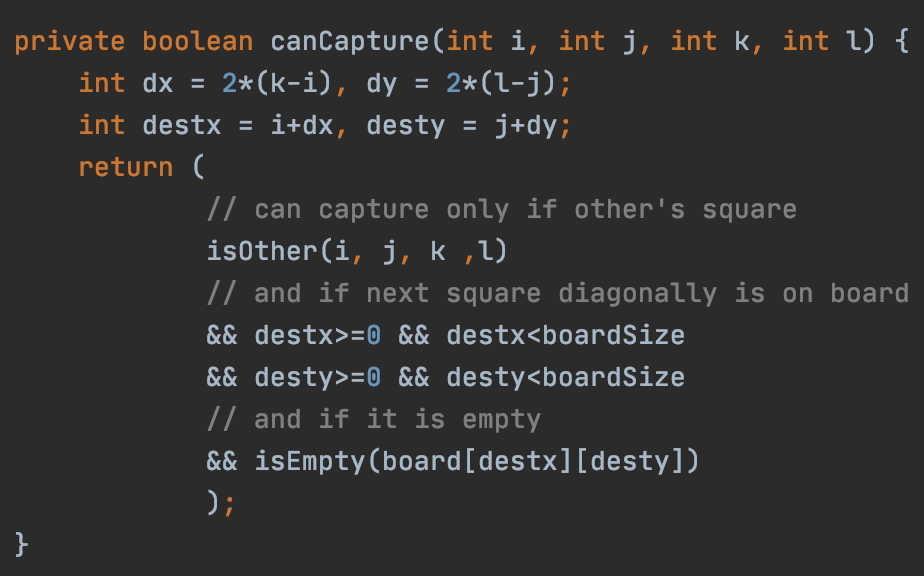 private boolean canCapture(int i, int j, int k, int l) {
    int dx = 2*(k-i), dy = 2*(l-j);
    int destx = i+dx, desty = j+dy;
    return (
            // can capture only if other's square
            isOther(i, j, k ,l)
            // and if next square diagonally is on board
            && destx>=0 && destx<boardSize
            && desty>=0 && desty<boardSize
            // and if it is empty
            && isEmpty(board[destx][desty])
            );
}